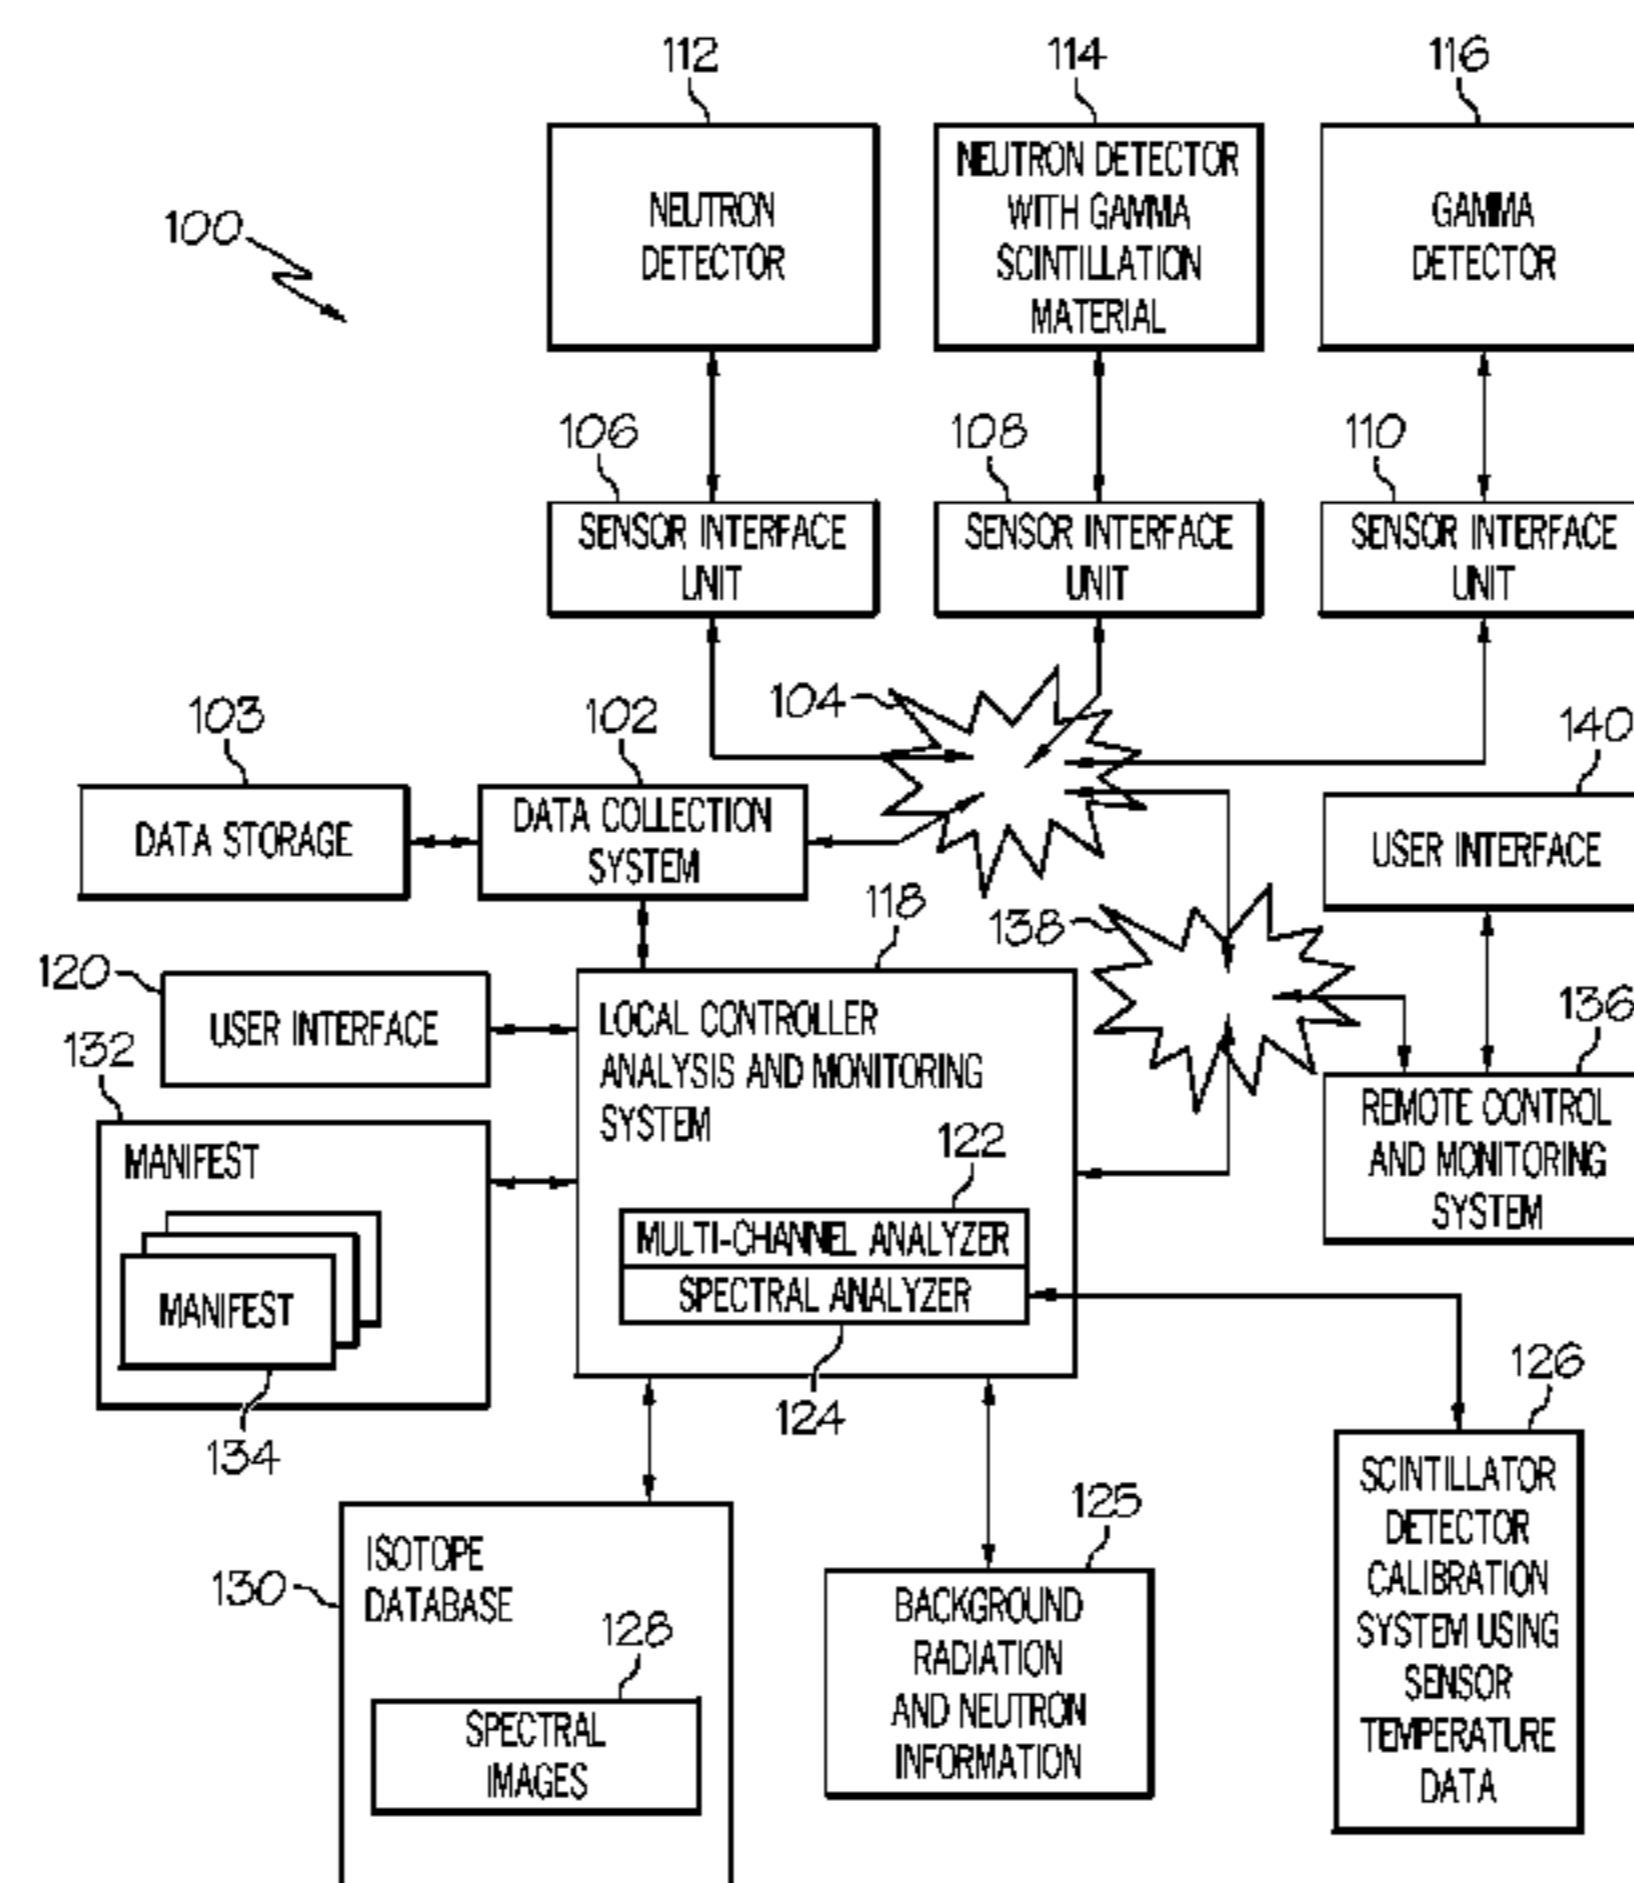 112
114
116
100
NEUTRON
DETECTOR
NEUTRON DETECTOR
WITH GAMMA
SCINTILLATION
MATERIAL
GAMMA
DETECTOR
106
108
110
SENSOR INTERFACE
UNIT
SENSOR INTERFACE
UNIT
SENSOR INTERFACE
UNIT
103
102
104
140
DATA STORAGE
DATA COLLECTION
SYSTEM
USER INTERFACE
118
138
120
USER INTERFACE
136
132
LOCAL CONTROLLER
ANALYSIS AND MONITORING
SYSTEM
REMOTE CONTROL
AND MONITORING
SYSTEM
MANIFEST
122
MULTI-CHANNEL ANALYZER
SPECTRAL ANALYZER
MANIFEST
124
134
126
125
SCINTILLATOR
DETECTOR
CALIBRATION
SYSTEM USING
SENSOR
TEMPERATURE
DATA
130
ISOTOPE
DATABASE
128
SPECTRAL
IMAGES
BACKGROUND
RADIATION
AND NEUTRON
INFORMATION